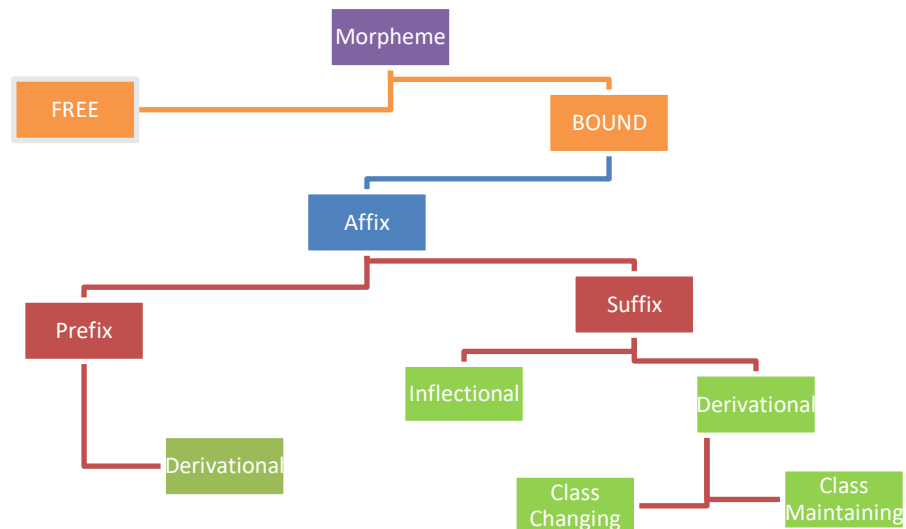 Morpheme
FREE
BOUND
Affix
Suffix
Prefix
Inflectional
Derivational
Derivational
Class
Changing
Class
Maintaining